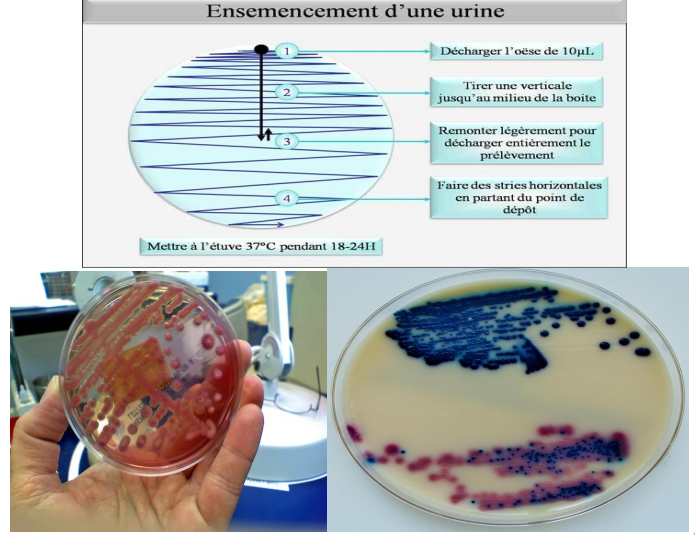 Ensemencement d'une urine
1
Décharger l'oëse de 10µL
2
Tirer une verticale
jusqu'au milieu de la boite
3
Remonter légèrement pour
décharger entièrement le
prélèvement
4
Faire des stries horizontales
en partant du point de
dépôt
Mettre à l'étuve 37°C pendant 18-24H